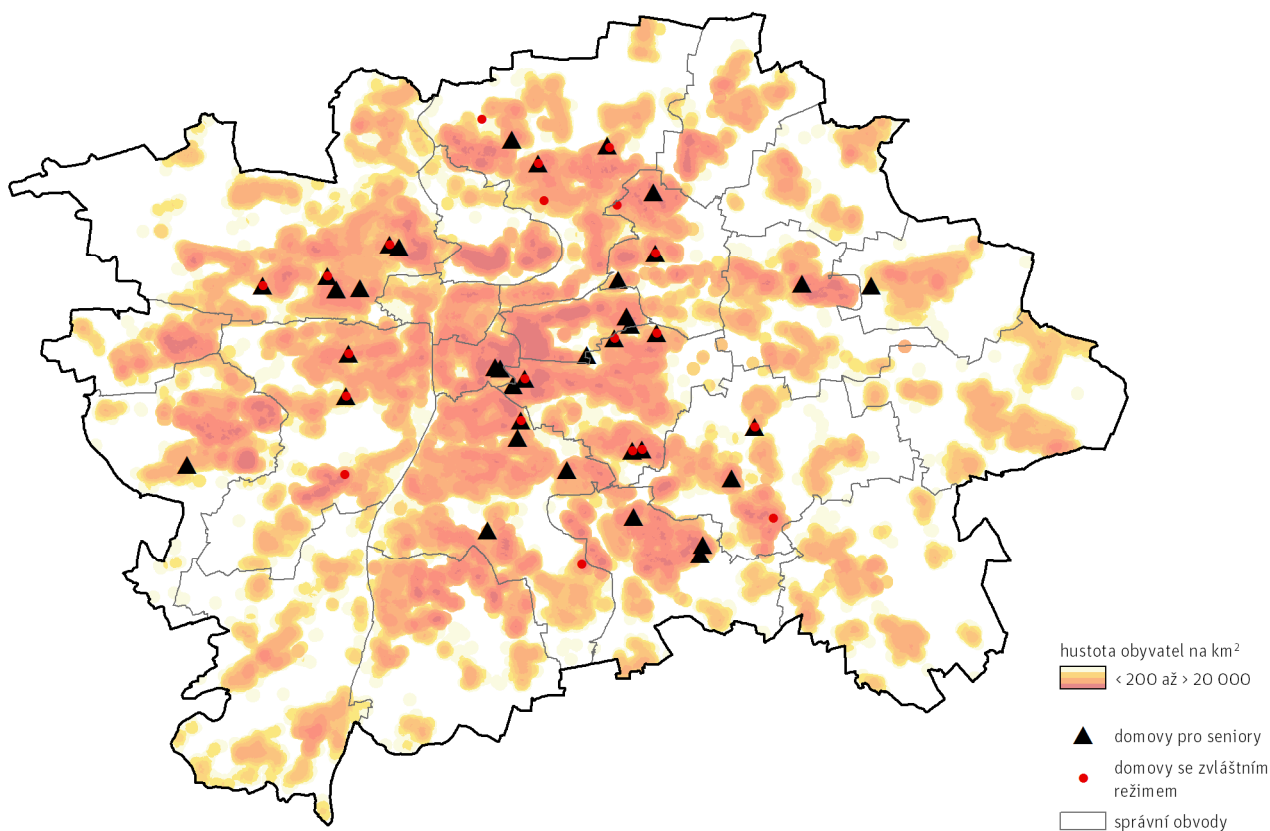 hustota obyvatel na km²
< 200 až > 20 000
domovy pro seniory
domovy se zvláštním
režimem
správní obvody